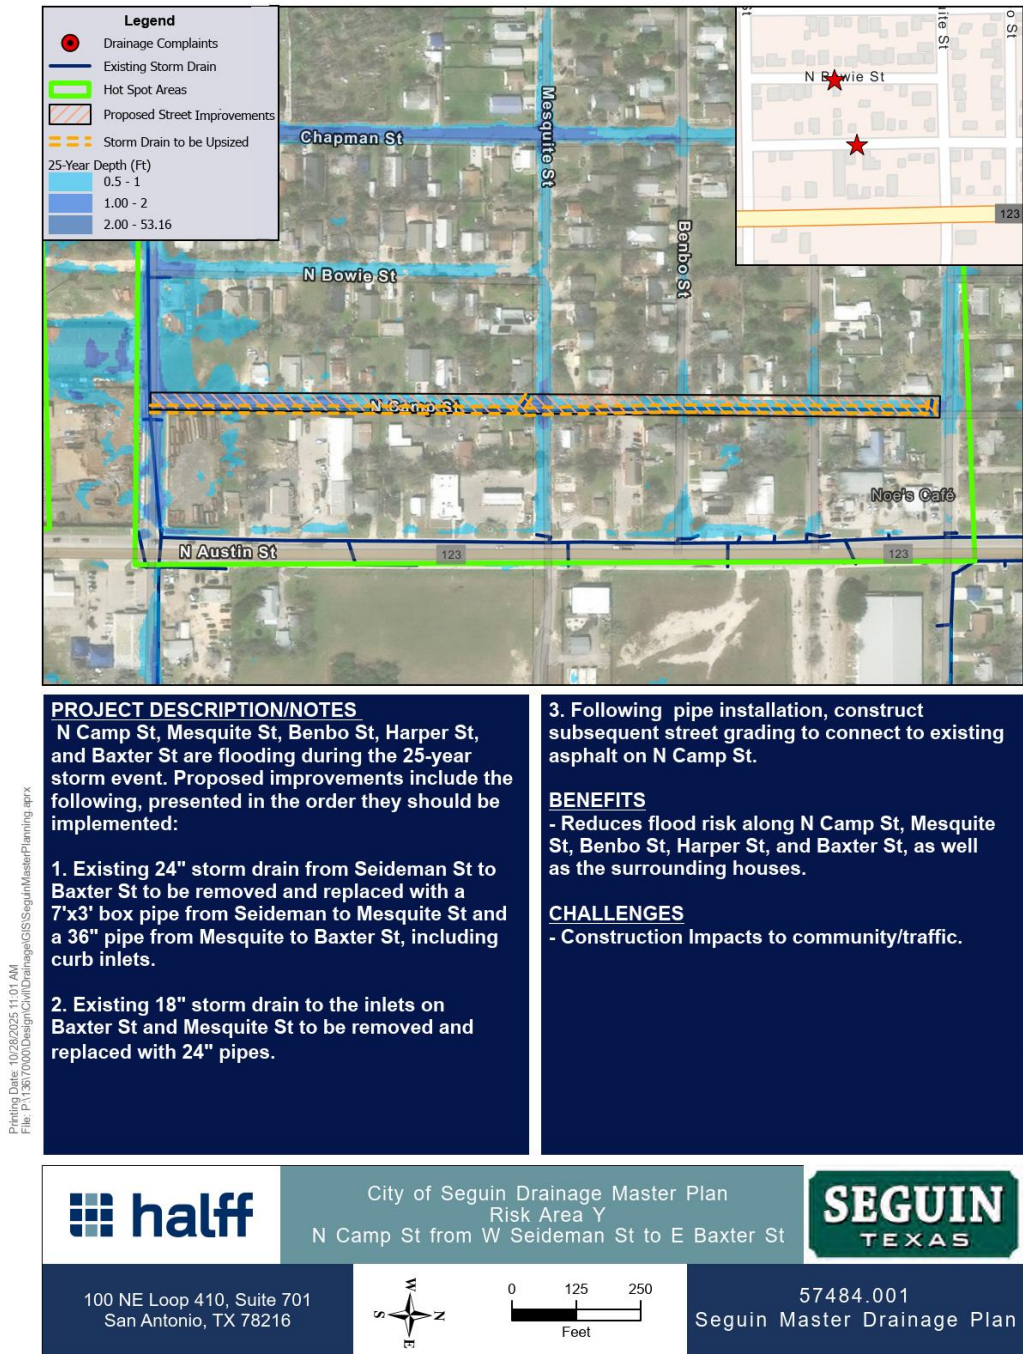 Legend
Drainage Complaints
Existing Storm Drain
Hot Spot Areas
Proposed Street Improvements
Storm Drain to be Upsized
25-Year Depth (Ft)
0.5 - 1
1.00 - 2
2.00 - 53.16
Chapman St
Mesquite St
Benbo St
N Bowie St
N Camp St
Noe's Café
N Austin St
123
123
N Bowie St
123
PROJECT DESCRIPTION/NOTES
N Camp St, Mesquite St, Benbo St, Harper St,
and Baxter St are flooding during the 25-year
storm event. Proposed improvements include the
following, presented in the order they should be
implemented:
1. Existing 24" storm drain from Seideman St to
Baxter St to be removed and replaced with a
7'x3' box pipe from Seideman to Mesquite St and
a 36" pipe from Mesquite to Baxter St, including
curb inlets.
2. Existing 18" storm drain to the inlets on
Baxter St and Mesquite St to be removed and
replaced with 24" pipes.
3. Following pipe installation, construct
subsequent street grading to connect to existing
asphalt on N Camp St.
BENEFITS
- Reduces flood risk along N Camp St, Mesquite
St, Benbo St, Harper St, and Baxter St, as well
as the surrounding houses.
CHALLENGES
- Construction Impacts to community/traffic.
Printing Date: 10/28/2025 11:01 AM
File: P:\136\70\00\Design\Civil\Drainage\GIS\SeguinMasterPlanning.aprx
halff
City of Seguin Drainage Master Plan
Risk Area Y
N Camp St from W Seideman St to E Baxter St
SEGUIN
TEXAS
100 NE Loop 410, Suite 701
San Antonio, TX 78216
W
S
N
E
0 125 250
Feet
57484.001
Seguin Master Drainage Plan